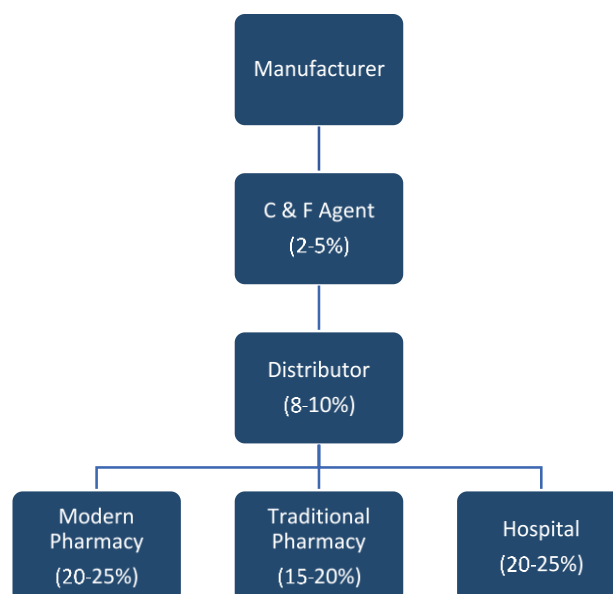 Manufacturer
C & F Agent
(2-5%)
Distributor
(8-10%)
Modern
Pharmacy
(20-25%)
Traditional
Pharmacy
(15-20%)
Hospital
(20-25%)